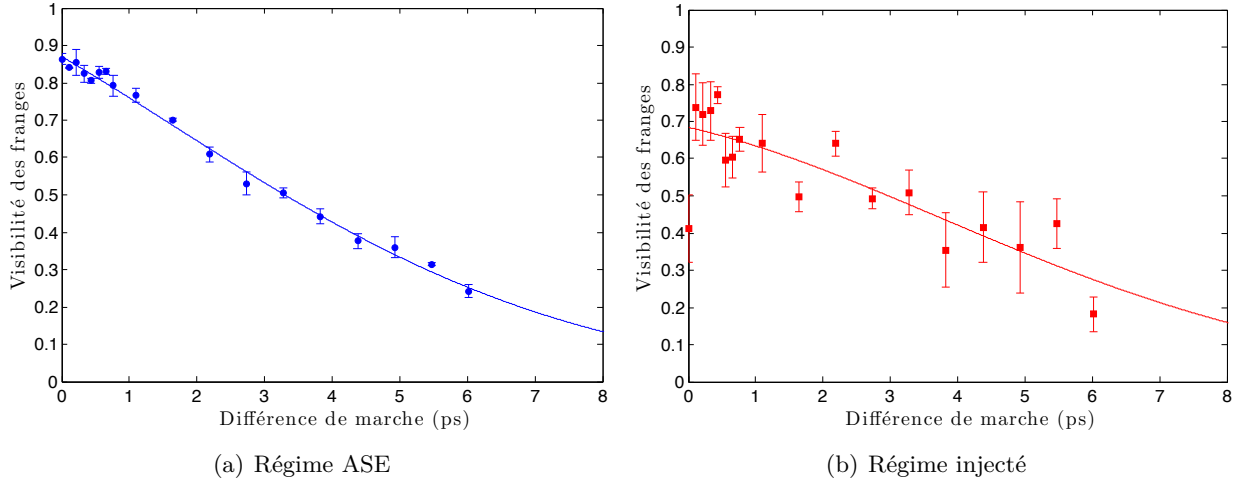 1
0.9
0.8
0.7
0.6
0.5
0.4
0.3
0.2
0.1
0
Visibilité des franges
0 1 2 3 4 5 6 7 8
Différence de marche (ps)
(a) Régime ASE
1
0.9
0.8
0.7
0.6
0.5
0.4
0.3
0.2
0.1
0
Visibilité des franges
0 1 2 3 4 5 6 7 8
Différence de marche (ps)
(b) Régime injecté